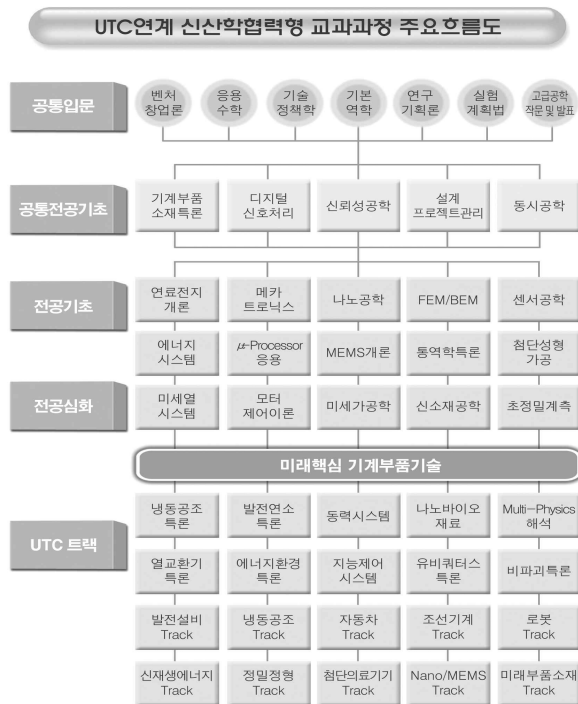 UTC연계 신산학협력형 교과과정 주요흐름도
공통입문
벤처
창업론
응용
수학
기술
정책학
기본
역학
연구
기획론
실험
계획법
고급공학
작문 및 발표
공통전공기초
기계부품
소재특론
디지털
신호처리
신뢰성공학
설계
프로젝트관리
동시공학
전공기초
연료전지
개론
메카
트로닉스
나노공학
FEM/BEM
센서공학
에너지
시스템
μ-Processor
응용
MEMS개론
통역학특론
첨단성형
가공
전공심화
미세열
시스템
모터
제어이론
미세가공학
신소재공학
초정밀계측
미래핵심 기계부품기술
UTC 트랙
냉동공조
특론
발전연소
특론
동력시스템
나노바이오
재료
Multi-Physics
해석
열교환기
특론
에너지환경
특론
지능제어
시스템
유비쿼터스
특론
비파괴특론
발전설비
Track
냉동공조
Track
자동차
Track
조선기계
Track
로봇
Track
신재생에너지
Track
정밀정형
Track
첨단의료기기
Track
Nano/MEMS
Track
미래부품소재
Track